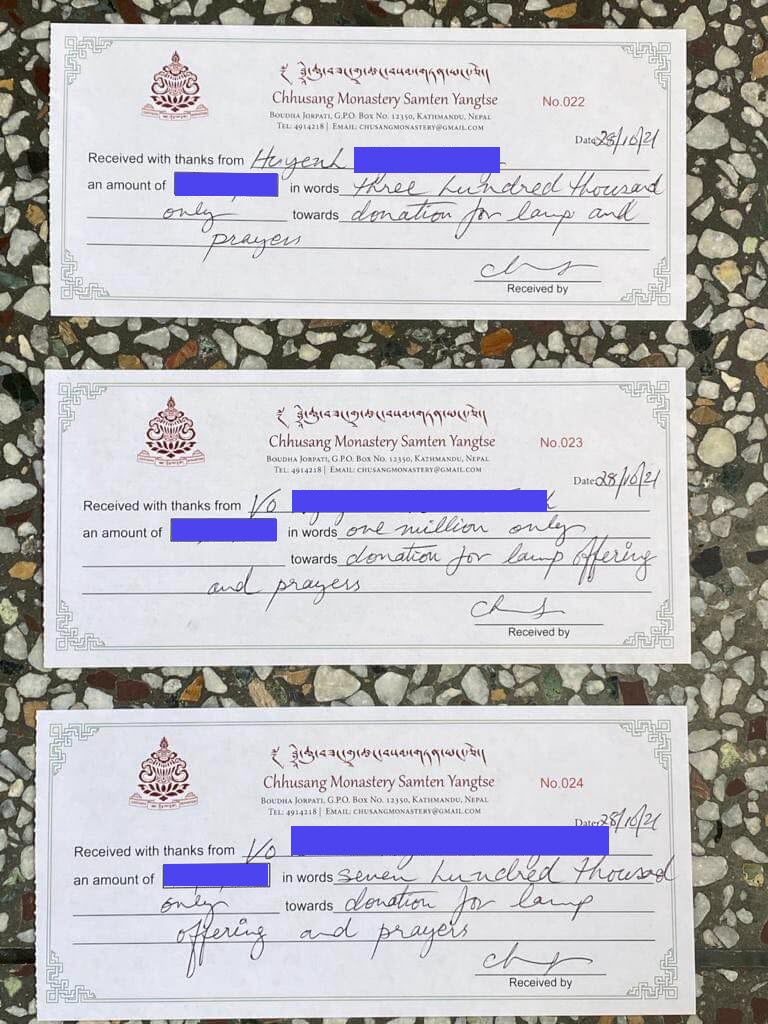 Chhusang Monastery Samten Yangtse
No.022
Boudha Jorpati, G.P.O. Box No. 12350, Kathmandu, Nepal
Tel: 4914218 | Email: chusangmonastery@gmail.com
Date 28/10/21
Received with thanks from Huyenh
an amount of in words three hundred thousand
only towards donation for lamp and
prayers
Received by
Chhusang Monastery Samten Yangtse
No.023
Boudha Jorpati, G.P.O. Box No. 12350, Kathmandu, Nepal
Tel: 4914218 | Email: chusangmonastery@gmail.com
Date: 28/10/21
Received with thanks from Vo
an amount of in words one million only
towards donation for lamp offering
and prayers
Received by
Chhusang Monastery Samten Yangtse
No.024
Boudha Jorpati, G.P.O. Box No. 12350, Kathmandu, Nepal
Tel: 4914218 | Email: chusangmonastery@gmail.com
Date: 28/10/21
Received with thanks from Vo
an amount of in words seven hundred thousad
only towards donation for lamp
offering and prayers
Received by